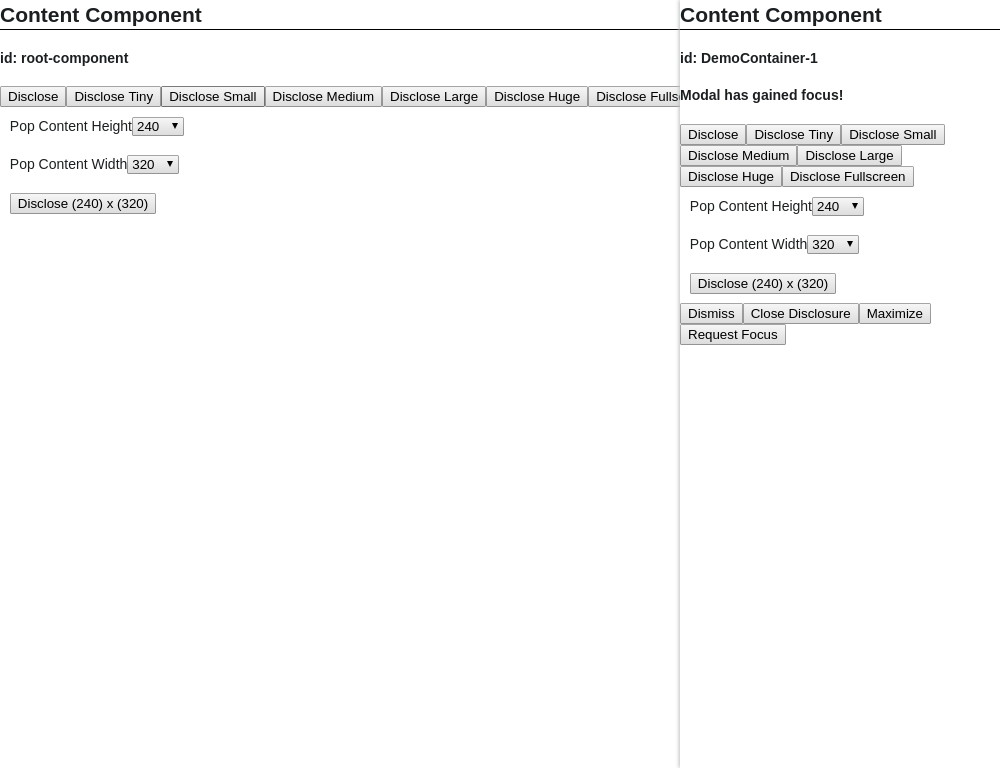 Content Component
id: root-component
Disclose Disclose Tiny Disclose Small Disclose Medium Disclose Large Disclose Huge Disclose Fulls
Pop Content Height 240
Pop Content Width 320
Disclose (240) x (320)
Content Component
id: DemoContainer-1
Modal has gained focus!
Disclose Disclose Tiny Disclose Small
Disclose Medium Disclose Large
Disclose Huge Disclose Fullscreen
Pop Content Height 240
Pop Content Width 320
Disclose (240) x (320)
Dismiss Close Disclosure Maximize
Request Focus